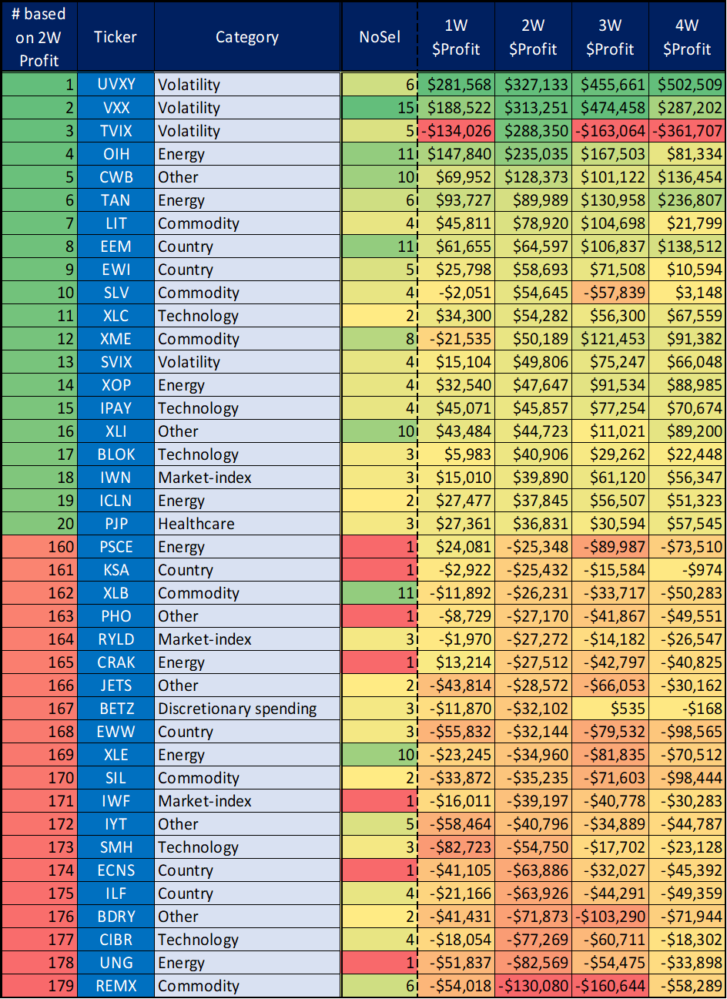 # based on 2W Profit Ticker Category NoSel 1W $Profit 2W $Profit 3W $Profit 4W $Profit
1 UVXY Volatility 6 $281,568 $327,133 $455,661 $502,509
2 VXX Volatility 15 $188,522 $313,251 $474,458 $287,202
3 TVIX Volatility 5 -$134,026 $288,350 -$163,064 -$361,707
4 OIH Energy 11 $147,840 $235,035 $167,503 $81,334
5 CWB Other 10 $69,952 $128,373 $101,122 $136,454
6 TAN Energy 6 $93,727 $89,989 $130,958 $236,807
7 LIT Commodity 4 $45,811 $78,920 $104,698 $21,799
8 EEM Country 11 $61,655 $64,597 $106,837 $138,512
9 EWI Country 5 $25,798 $58,693 $71,508 $10,594
10 SLV Commodity 4 -$2,051 $54,645 -$57,839 $3,148
11 XLC Technology 2 $34,300 $54,282 $56,300 $67,559
12 XME Commodity 8 -$21,535 $50,189 $121,453 $91,382
13 SVIX Volatility 4 $15,104 $49,806 $75,247 $66,048
14 XOP Energy 4 $32,540 $47,647 $91,534 $88,985
15 IPAY Technology 4 $45,071 $45,857 $77,254 $70,674
16 XLI Other 10 $43,484 $44,723 $11,021 $89,200
17 BLOK Technology 3 $5,983 $40,906 $29,262 $22,448
18 IWN Market-index 3 $15,010 $39,890 $61,120 $56,347
19 ICLN Energy 2 $27,477 $37,845 $56,507 $51,323
20 PJP Healthcare 3 $27,361 $36,831 $30,594 $57,545
160 PSCE Energy 1 $24,081 -$25,348 -$89,987 -$73,510
161 KSA Country 1 -$2,922 -$25,432 -$15,584 -$974
162 XLB Commodity 11 -$11,892 -$26,231 -$33,717 -$50,283
163 PHO Other 1 -$8,729 -$27,170 -$41,867 -$49,551
164 RYLD Market-index 3 -$1,970 -$27,272 -$14,182 -$26,547
165 CRAK Energy 1 $13,214 -$27,512 -$42,797 -$40,825
166 JETS Other 2 -$43,814 -$28,572 -$66,053 -$30,162
167 BETZ Discretionary spending 3 -$11,870 -$32,102 $535 -$168
168 EWW Country 3 -$55,832 -$32,144 -$79,532 -$98,565
169 XLE Energy 10 -$23,245 -$34,960 -$81,835 -$70,512
170 SIL Commodity 2 -$33,872 -$35,235 -$71,603 -$98,444
171 IWF Market-index 1 -$16,011 -$39,197 -$40,778 -$30,283
172 IYT Other 5 -$58,464 -$40,796 -$34,889 -$44,787
173 SMH Technology 3 -$82,723 -$54,750 -$17,702 -$23,128
174 ECNS Country 1 -$41,105 -$63,886 -$32,027 -$45,392
175 ILF Country 4 -$21,166 -$63,926 -$44,291 -$49,359
176 BDRY Other 2 -$41,431 -$71,873 -$103,290 -$71,944
177 CIBR Technology 4 -$18,054 -$77,269 -$60,711 -$18,302
178 UNG Energy 1 -$51,837 -$82,569 -$54,475 -$33,898
179 REMX Commodity 6 -$54,018 -$130,080 -$160,644 -$58,289